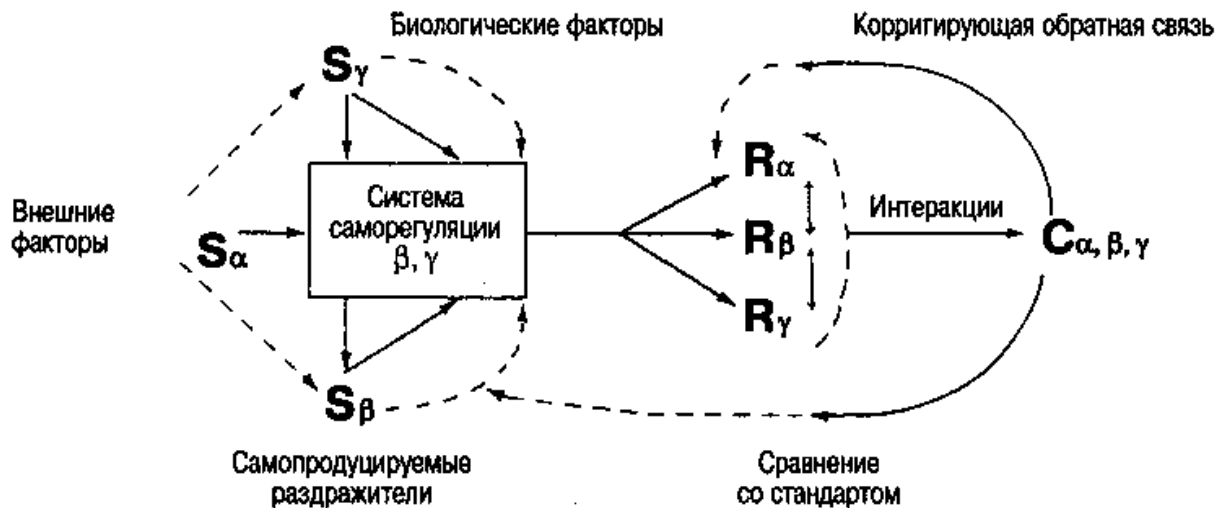 Биологические факторы
Корригирующая обратная связь
Sγ
Внешние
факторы
Sα
Система
саморегуляции
β, γ
Rα
Rβ
Rγ
Интеракции
Cα, β, γ
Sβ
Самопродуцируемые
раздражители
Сравнение
со стандартом